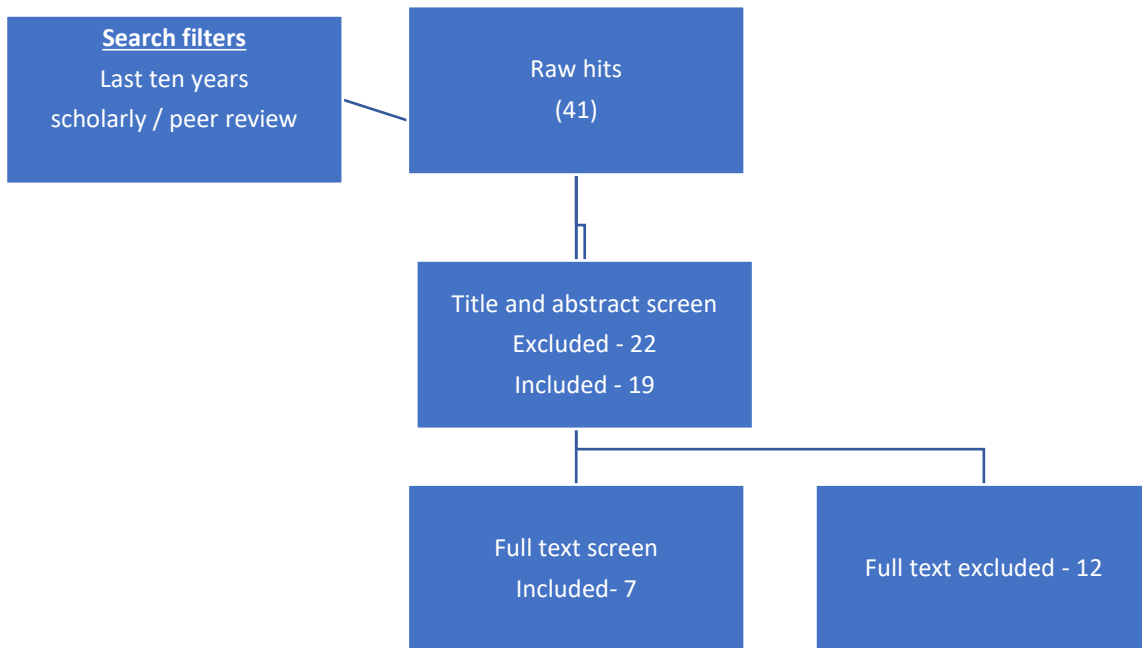 Search filters
Last ten years
scholarly / peer review
Raw hits
(41)
Title and abstract screen
Excluded - 22
Included - 19
Full text screen
Included- 7
Full text excluded - 12